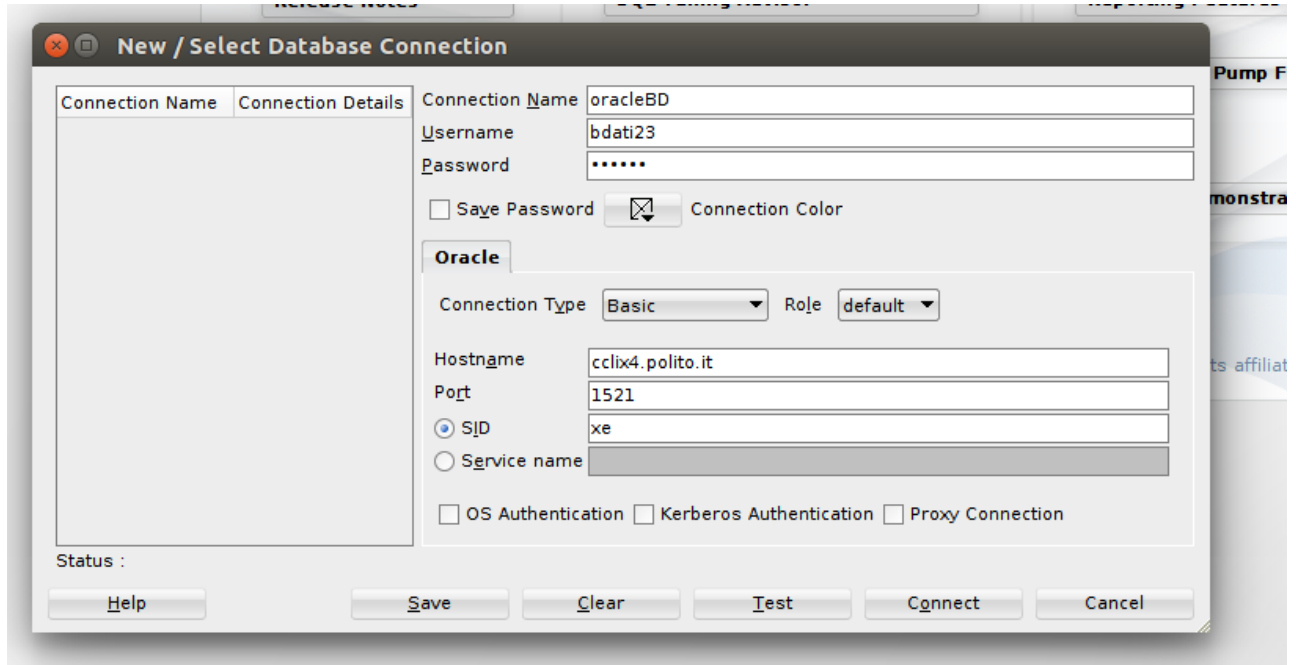 New / Select Database Connection
Pump F
Connection Name Connection Details
Connection Name oracleBD
Username bdati23
Password ••••••
Save Password Connection Color
monstra
Oracle
Connection Type Basic Role default
Hostname cclix4.polito.it
ts affiliat
Port 1521
SID xe
Service name
OS Authentication Kerberos Authentication Proxy Connection
Status :
Help Save Clear Test Connect Cancel